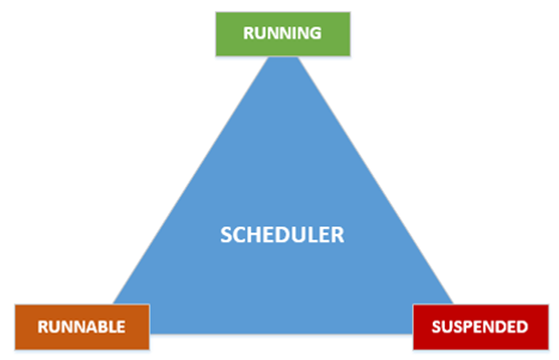 RUNNING
SCHEDULER
RUNNABLE
SUSPENDED